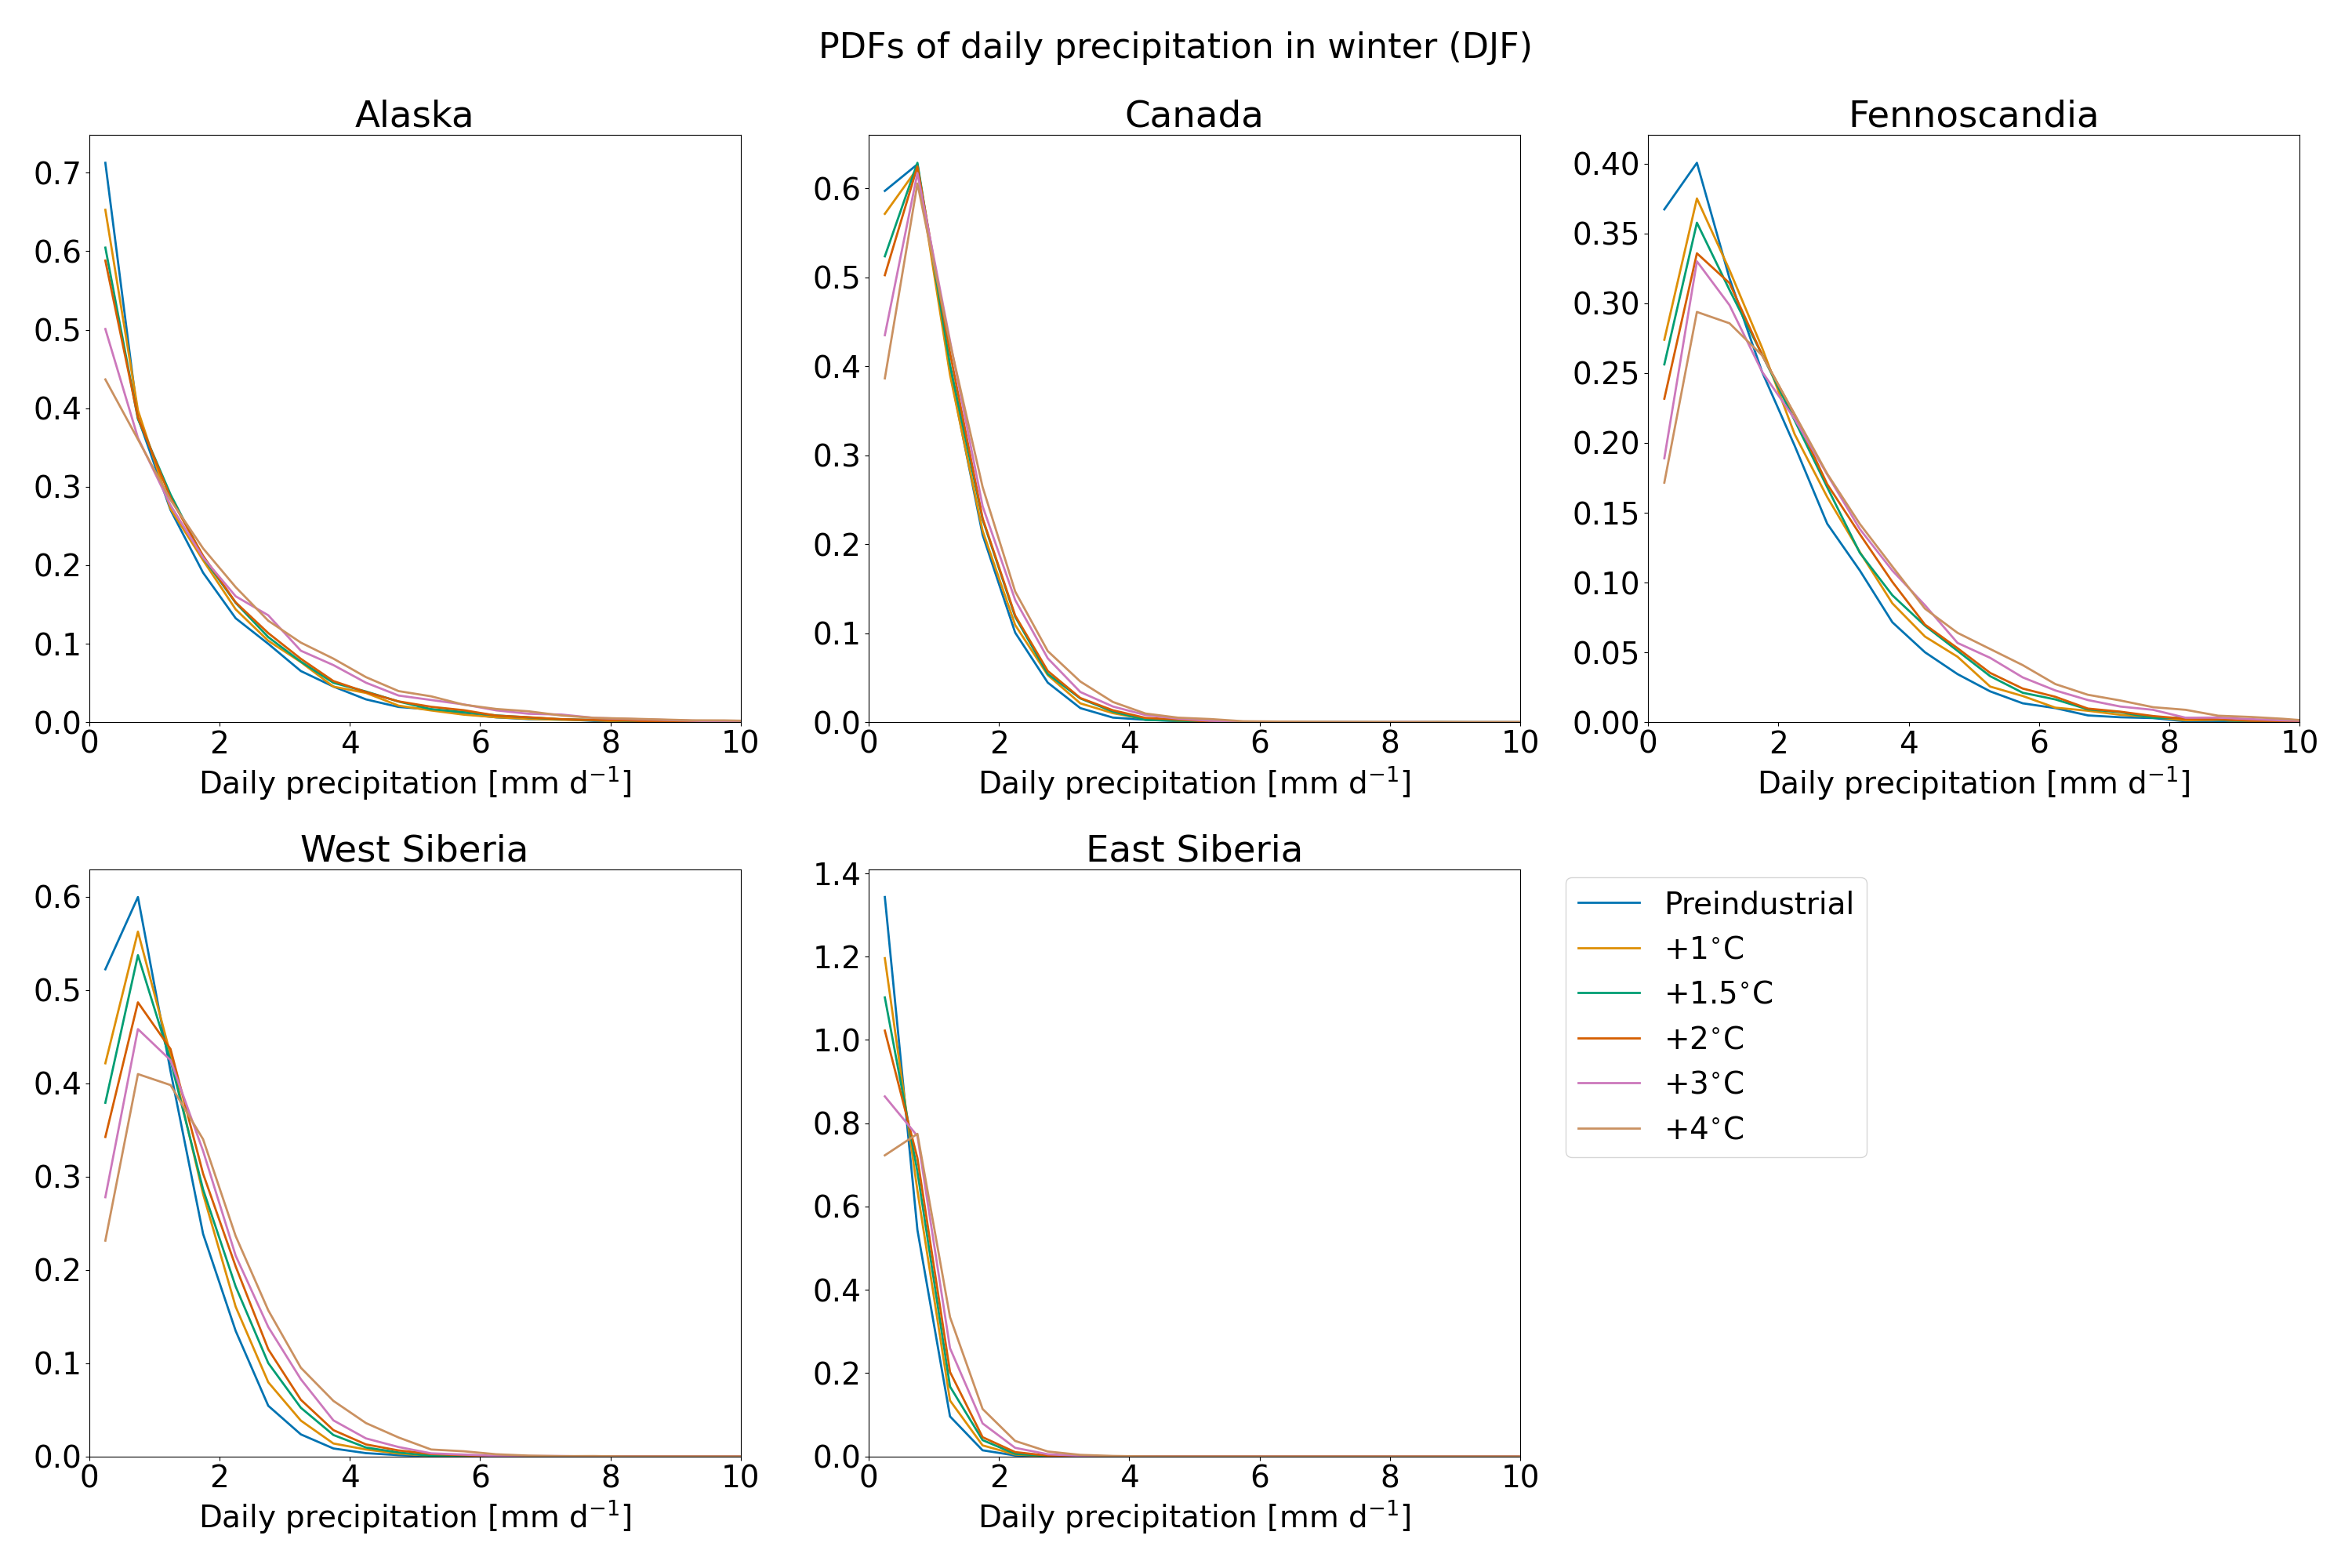 PDFs of daily precipitation in winter (DJF)
Alaska
0.7
0.6
0.5
0.4
0.3
0.2
0.1
0.0
0 2 4 6 8 10
Daily precipitation [mm d⁻¹]
Canada
0.6
0.5
0.4
0.3
0.2
0.1
0.0
0 2 4 6 8 10
Daily precipitation [mm d⁻¹]
Fennoscandia
0.40
0.35
0.30
0.25
0.20
0.15
0.10
0.05
0.00
0 2 4 6 8 10
Daily precipitation [mm d⁻¹]
West Siberia
0.6
0.5
0.4
0.3
0.2
0.1
0.0
0 2 4 6 8 10
Daily precipitation [mm d⁻¹]
East Siberia
1.4
1.2
1.0
0.8
0.6
0.4
0.2
0.0
0 2 4 6 8 10
Daily precipitation [mm d⁻¹]
Preindustrial
+1°C
+1.5°C
+2°C
+3°C
+4°C